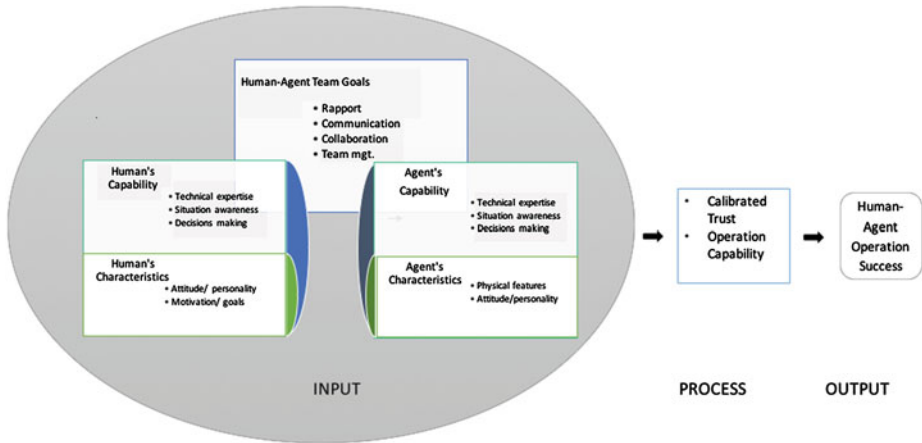 Human-Agent Team Goals
• Rapport
• Communication
• Collaboration
• Team mgt.
Human's
Capability
• Technical expertise
• Situation awareness
• Decisions making
Human's
Characteristics
• Attitude/ personality
• Motivation/ goals
Agent's
Capability
• Technical expertise
• Situation awareness
• Decisions making
Agent's
Characteristics
• Physical features
• Attitude/personality
• Calibrated
Trust
• Operation
Capability
Human-
Agent
Operation
Success
INPUT
PROCESS
OUTPUT